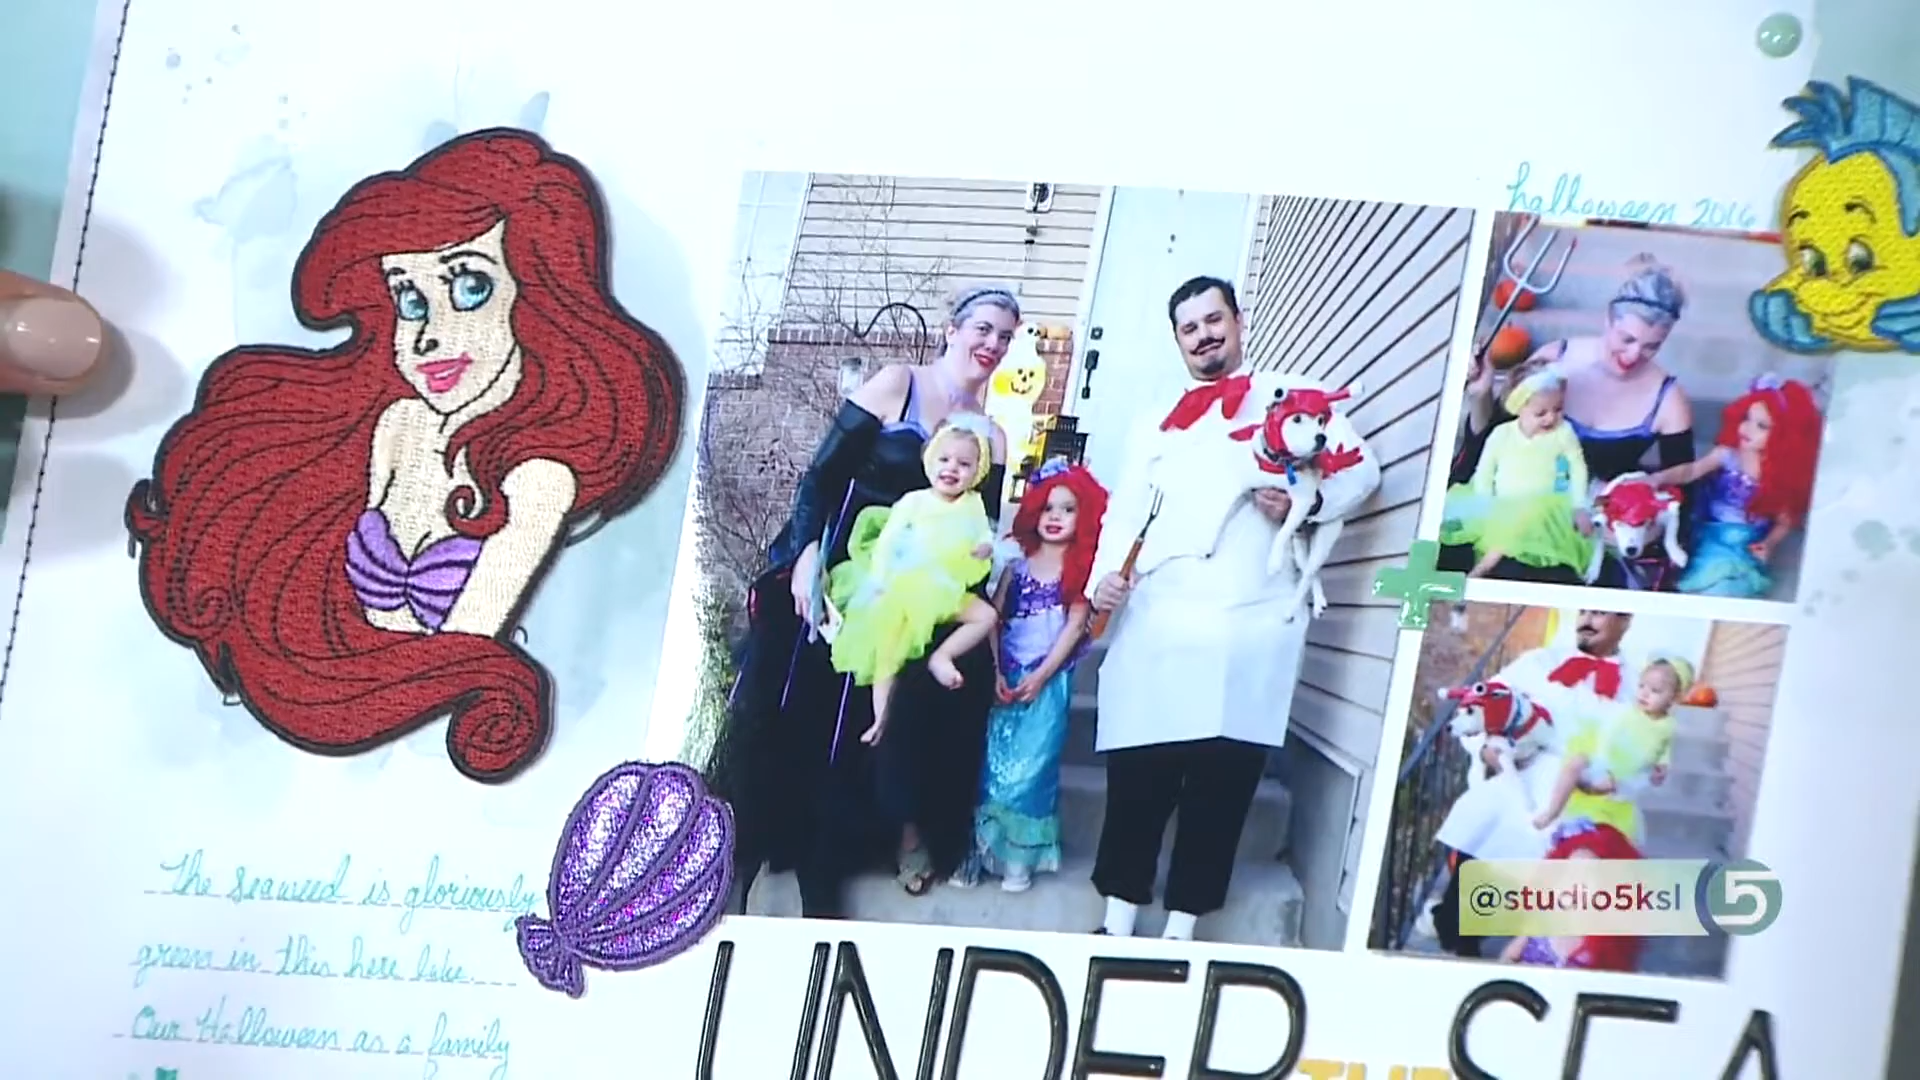 halloween 2016
The seaweed is gloriously
green in this here lake...
Our Halloween as a family
@studio5ksl 5
UNDER THE SEA